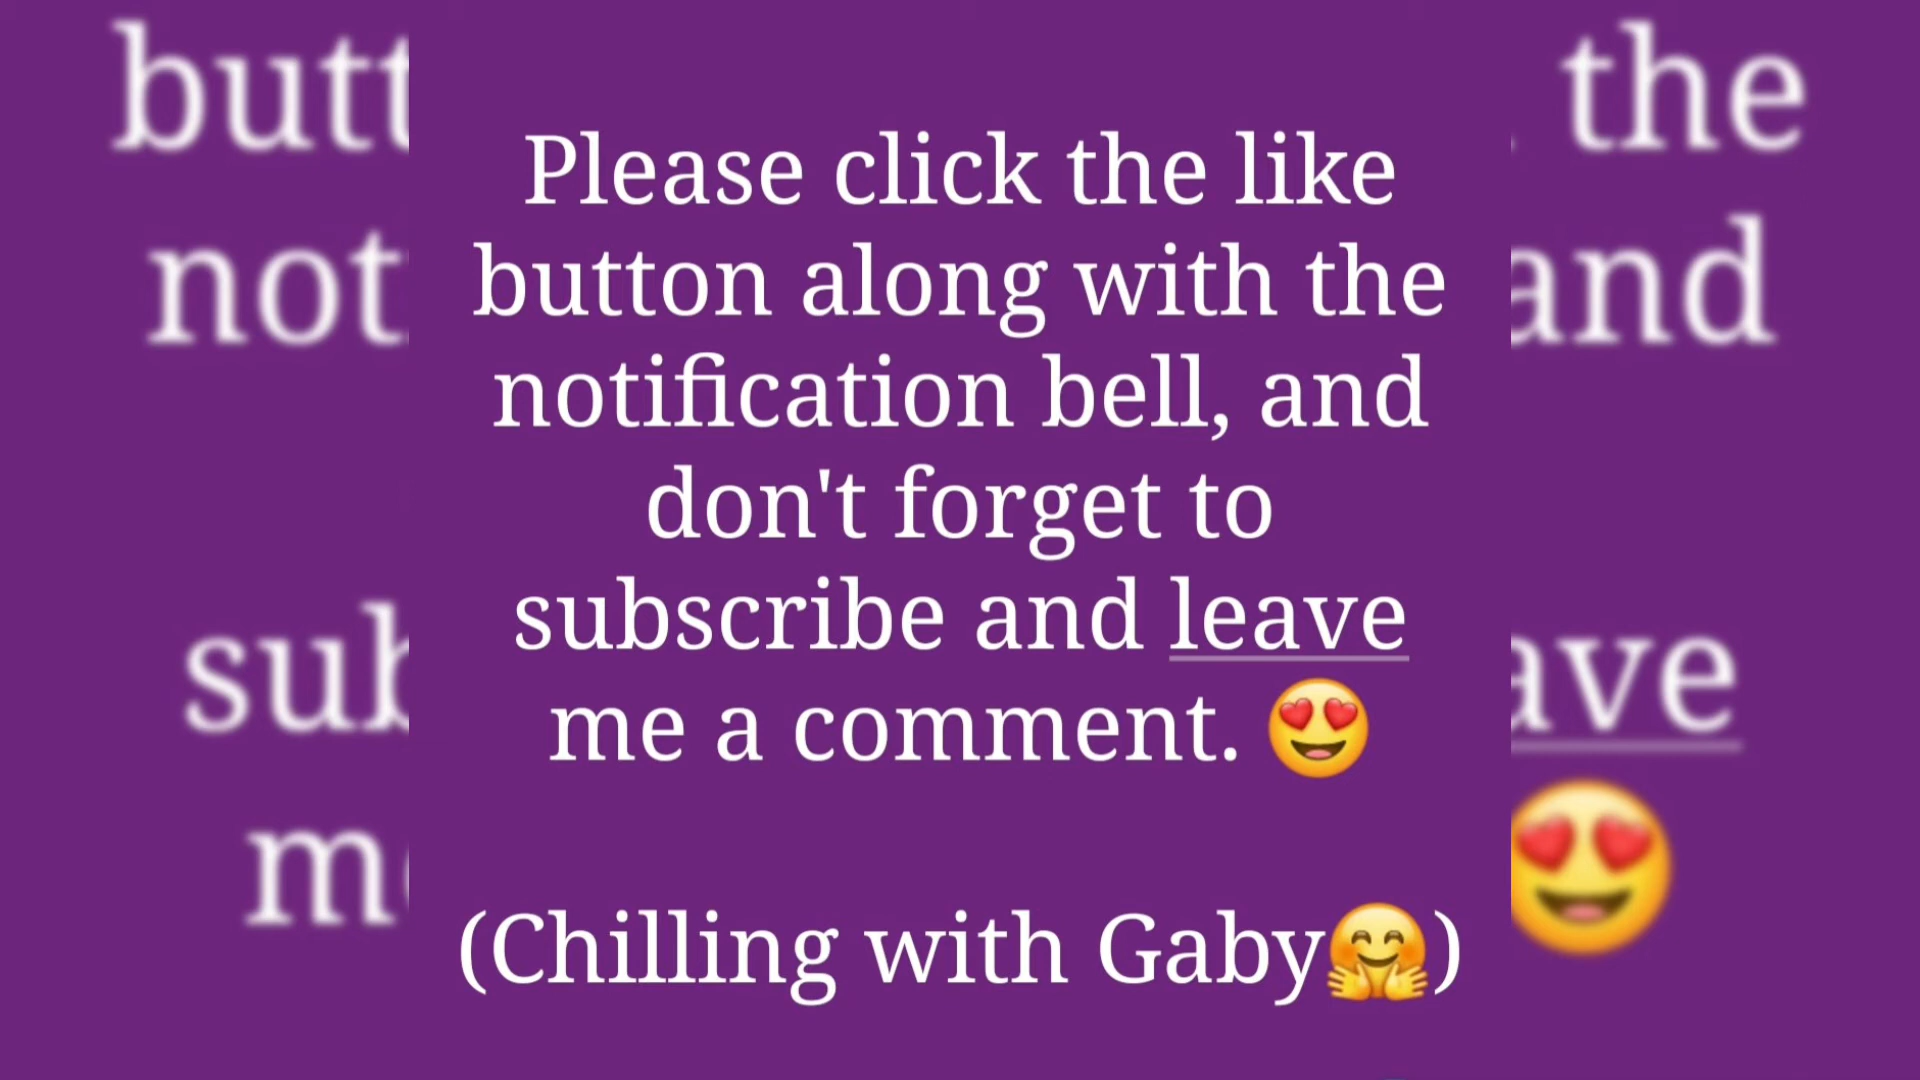 Please click the like
button along with the
notification bell, and
don't forget to
subscribe and leave
me a comment. 😍
(Chilling with Gaby🤗)